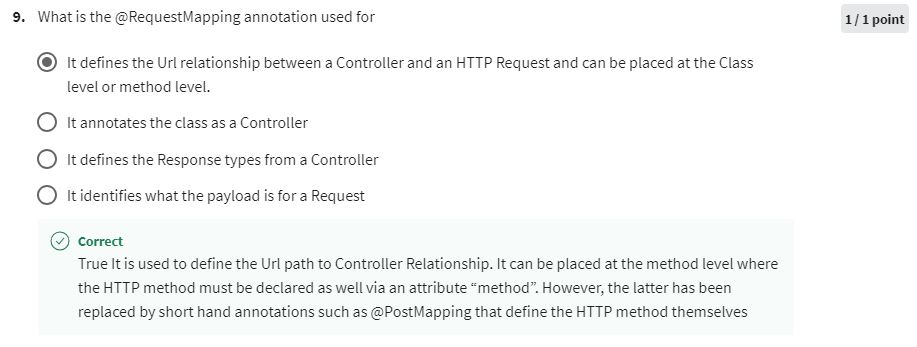 9. What is the @RequestMapping annotation used for
1 / 1 point
It defines the Url relationship between a Controller and an HTTP Request and can be placed at the Class
level or method level.
It annotates the class as a Controller
It defines the Response types from a Controller
It identifies what the payload is for a Request
Correct
True It is used to define the Url path to Controller Relationship. It can be placed at the method level where
the HTTP method must be declared as well via an attribute “method”. However, the latter has been
replaced by short hand annotations such as @PostMapping that define the HTTP method themselves